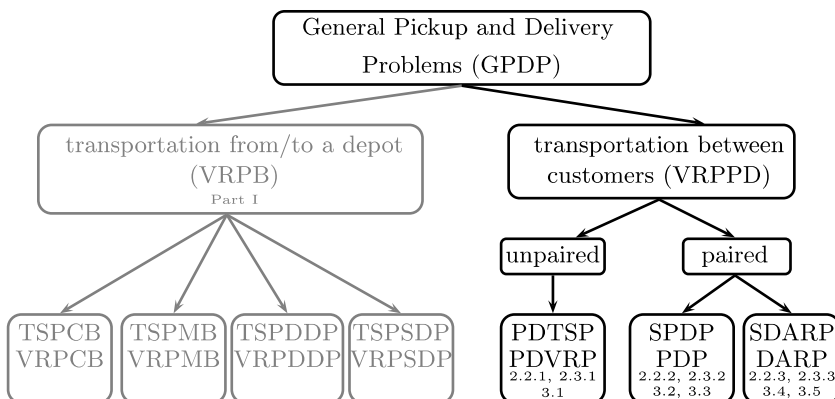 General Pickup and Delivery
Problems (GPDP)
transportation from/to a depot
(VRPB)
Part I
transportation between
customers (VRPPD)
unpaired
paired
TSPCB
VRPCB
TSPMB
VRPMB
TSPDDP
VRPDDP
TSPSDP
VRPSDP
PDTSP
PDVRP
2.2.1, 2.3.1
3.1
SPDP
PDP
2.2.2, 2.3.2
3.2, 3.3
SDARP
DARP
2.2.3, 2.3.3
3.4, 3.5